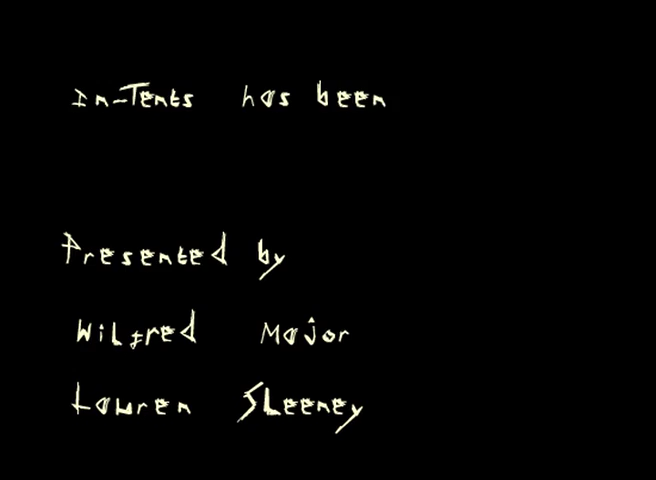 In-Tents has been
Presented by
Wilfred Major
Lauren Sleeney